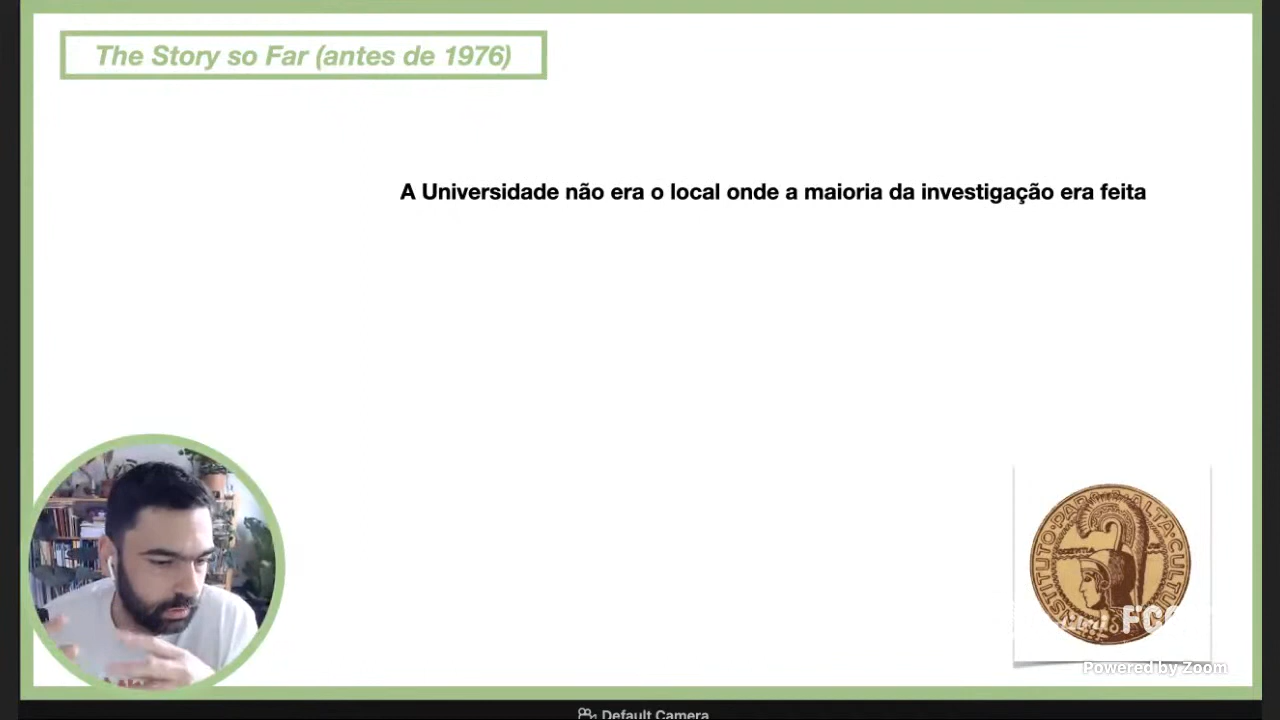 The Story so Far (antes de 1976)
A Universidade não era o local onde a maioria da investigação era feita
INSTITUTO PARA ALTA CULTURA
Powered by Zoom
Default Camera